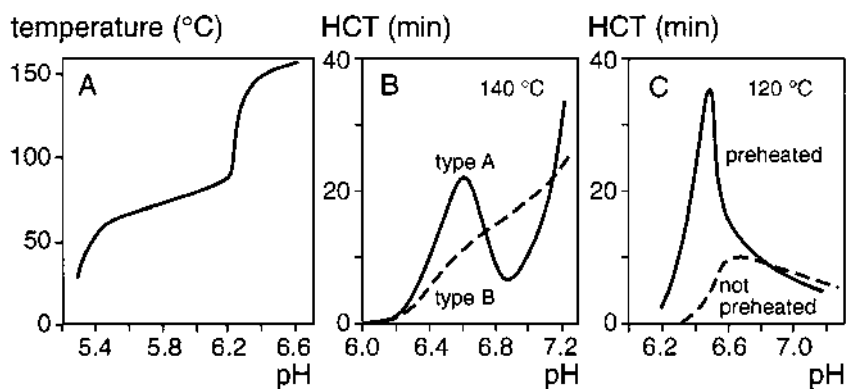 temperature (°C)
150
100
50
0
A
5.4
5.8
6.2
6.6
pH
HCT (min)
40
20
0
B
140 °C
type A
type B
6.0
6.4
6.8
7.2
pH
HCT (min)
40
20
0
C
120 °C
preheated
not
preheated
6.2
6.6
7.0
pH